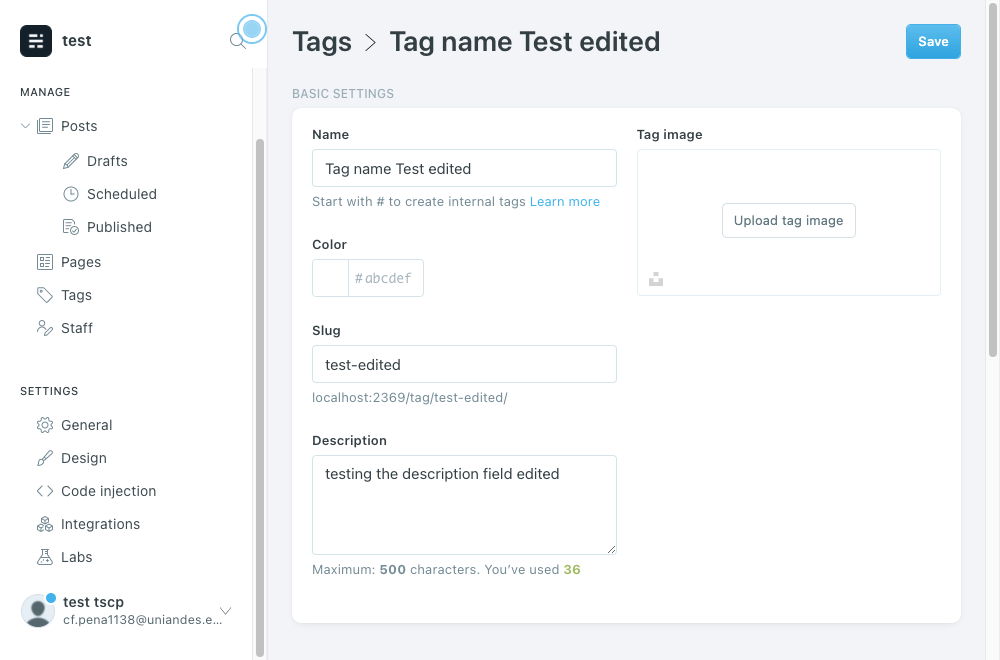 test
MANAGE
Posts
Drafts
Scheduled
Published
Pages
Tags
Staff
SETTINGS
General
Design
Code injection
Integrations
Labs
test tscp
cf.pena1138@uniandes.e...
Tags > Tag name Test edited
Save
BASIC SETTINGS
Name
Tag name Test edited
Start with # to create internal tags Learn more
Color
#abcdef
Slug
test-edited
localhost:2369/tag/test-edited/
Description
testing the description field edited
Maximum: 500 characters. You’ve used 36
Tag image
Upload tag image